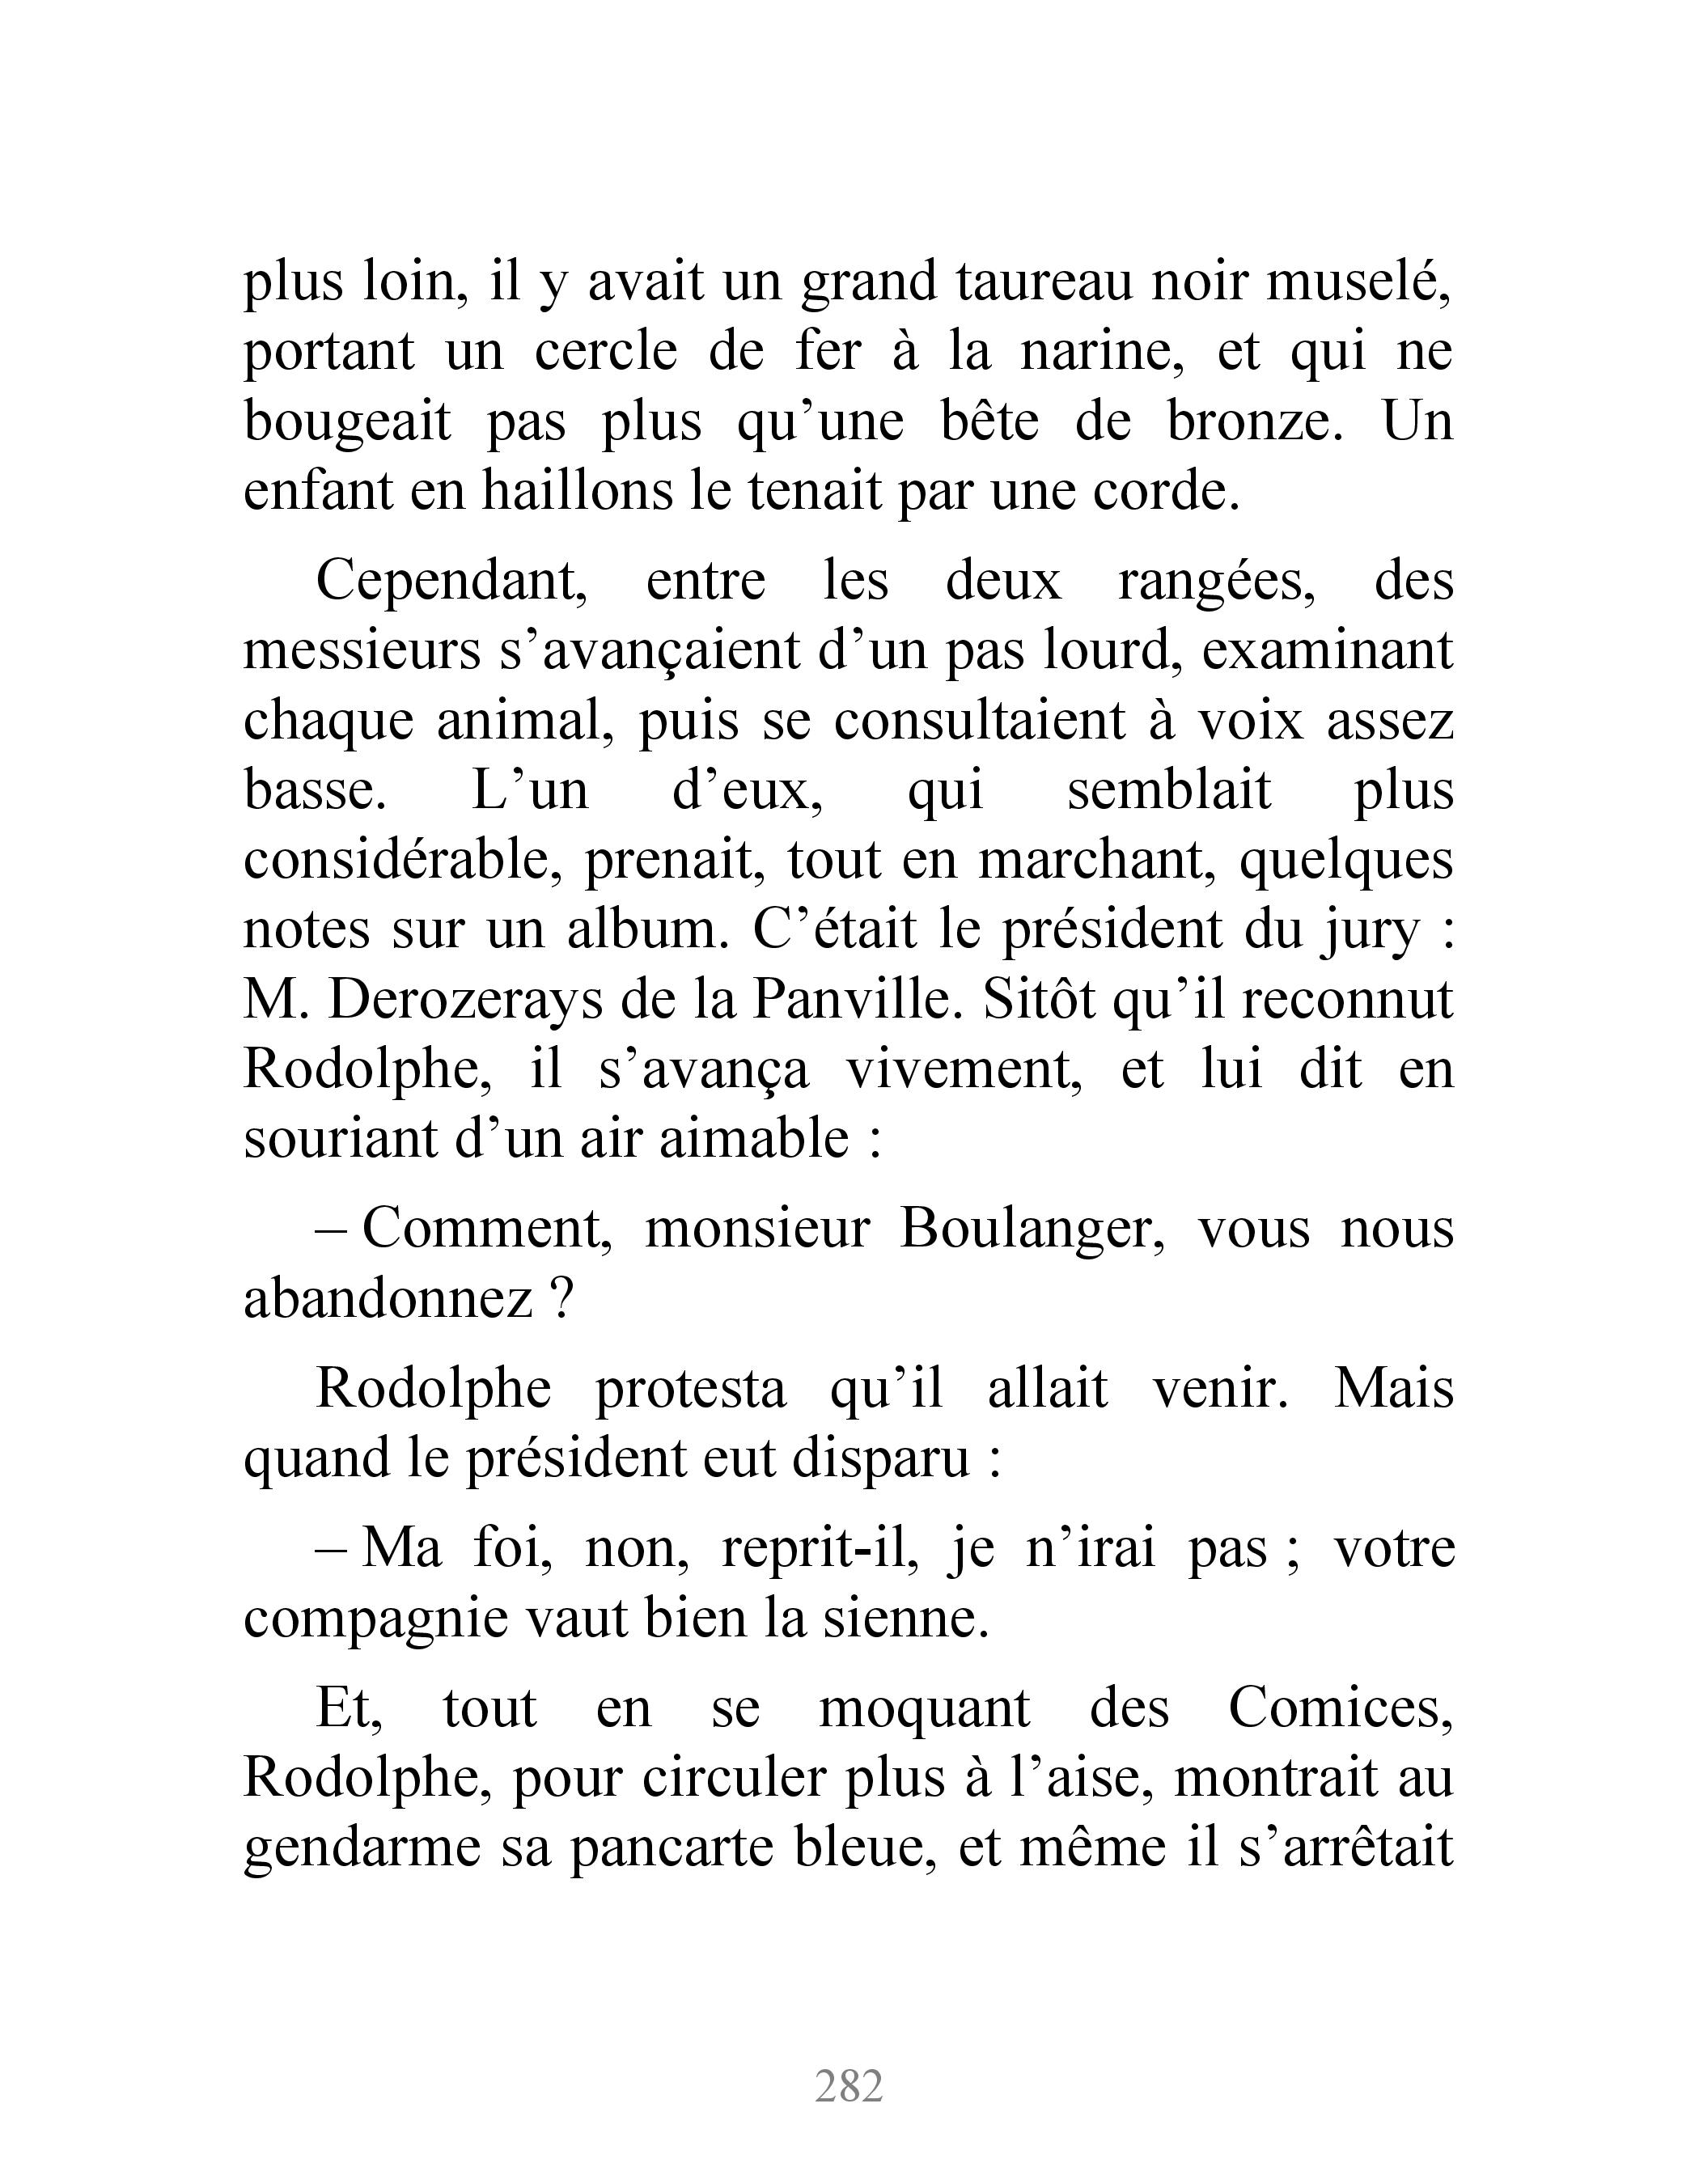 plus loin, il y avait un grand taureau noir muselé,
portant un cercle de fer à la narine, et qui ne
bougeait pas plus qu’une bête de bronze. Un
enfant en haillons le tenait par une corde.
Cependant, entre les deux rangées, des
messieurs s’avançaient d’un pas lourd, examinant
chaque animal, puis se consultaient à voix assez
basse. L’un d’eux, qui semblait plus
considérable, prenait, tout en marchant, quelques
notes sur un album. C’était le président du jury :
M. Derozerays de la Panville. Sitôt qu’il reconnut
Rodolphe, il s’avança vivement, et lui dit en
souriant d’un air aimable :
– Comment, monsieur Boulanger, vous nous
abandonnez ?
Rodolphe protesta qu’il allait venir. Mais
quand le président eut disparu :
– Ma foi, non, reprit-il, je n’irai pas ; votre
compagnie vaut bien la sienne.
Et, tout en se moquant des Comices,
Rodolphe, pour circuler plus à l’aise, montrait au
gendarme sa pancarte bleue, et même il s’arrêtait
282